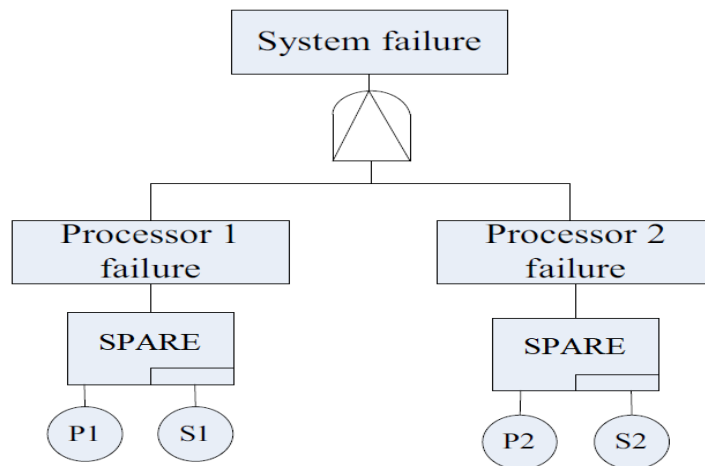 System failure
Processor 1
failure
Processor 2
failure
SPARE
SPARE
P1
S1
P2
S2